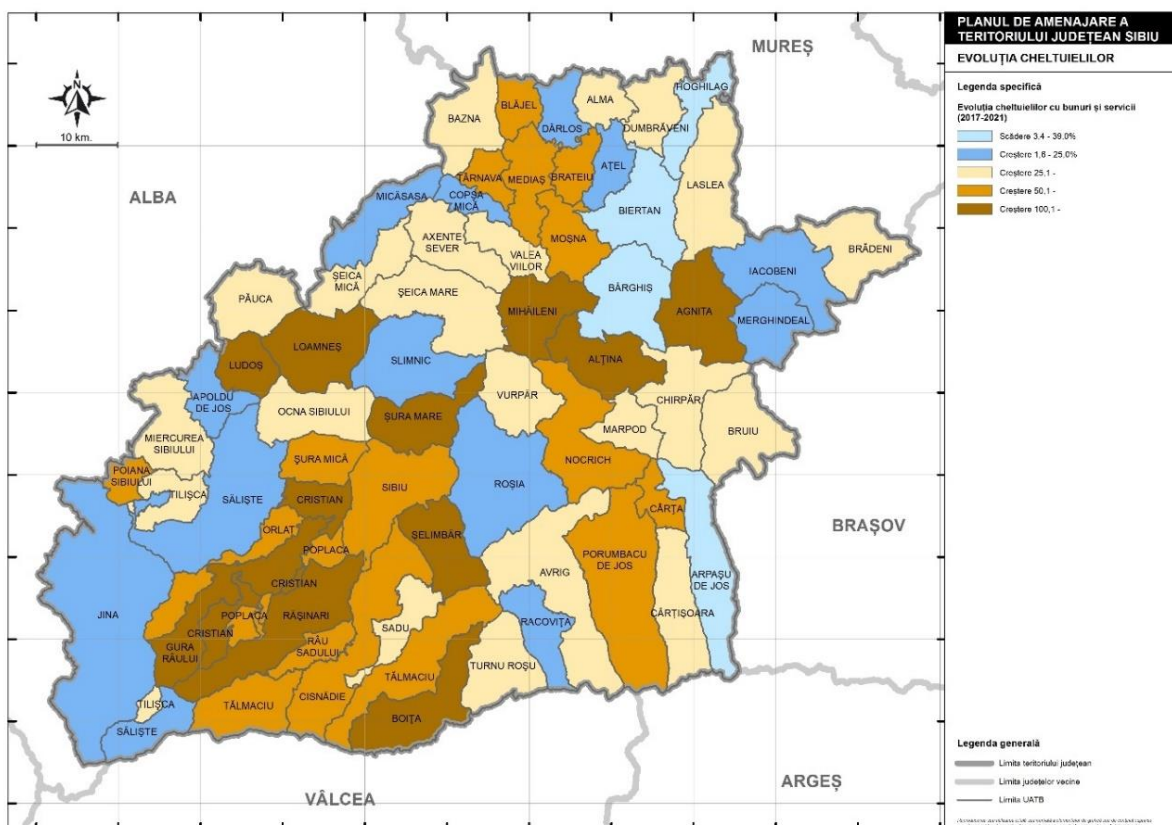 PLANUL DE AMENAJARE A
TERITORIULUI JUDEȚEAN SIBIU
EVOLUȚIA CHELTUIELILOR
Legenda specifică
Evoluția cheltuielilor cu bunuri și servicii
(2017-2021)
Scădere 3,4 - 39,0%
Creștere 1,6 - 25,0%
Creștere 25,1 -
Creștere 50,1 -
Creștere 100,1 -
N
10 km.
MUREȘ
ALBA
BRAȘOV
ARGEȘ
VÂLCEA
HOGHILAG
BLĂJEL
ALMA
BAZNA
DÂRLOS
DUMBRĂVENI
AȚEL
TÂRNAVA
MEDIAȘ
BRATEIU
LASLEA
MICĂSASA
COPȘA
MICĂ
BIERTAN
AXENTE
SEVER
MOȘNA
BRĂDENI
VALEA
VIILOR
IACOBENI
ȘEICA
MICĂ
ȘEICA MARE
BÂRGHIȘ
PĂUCA
MIHĂILENI
AGNITA
MERGHINDEAL
LOAMNEȘ
LUDOȘ
SLIMNIC
ALȚINA
APOLDU
DE JOS
VURPĂR
CHIRPĂR
OCNA SIBIULUI
ȘURA MARE
MARPOD
BRUIU
MIERCUREA
SIBIULUI
ȘURA MICĂ
NOCRICH
POIANA
SIBIULUI
TILIȘCA
SĂLIȘTE
CRISTIAN
SIBIU
ROȘIA
CÂRȚA
ORLAT
ȘELIMBĂR
POPLACA
PORUMBACU
DE JOS
AVRIG
ARPAȘU
DE JOS
CRISTIAN
JINA
POPLACA
RĂȘINARI
CÂRȚIȘOARA
RACOVIȚA
SADU
CRISTIAN
GURA
RÂULUI
RÂU
SADULUI
TURNU ROȘU
TĂLMACIU
TILIȘCA
TĂLMACIU
CISNĂDIE
BOIȚA
SĂLIȘTE
Legenda generală
Limita teritoriului județean
Limita județelor vecine
Limita UATB